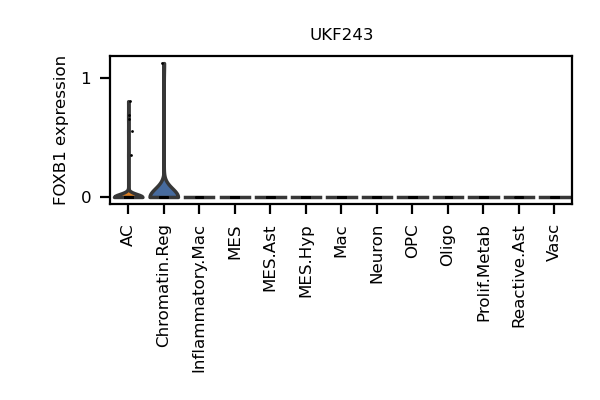 UKF243
FOXB1 expression
1
0
AC
Chromatin.Reg
Inflammatory.Mac
MES
MES.Ast
MES.Hyp
Mac
Neuron
OPC
Oligo
Prolif.Metab
Reactive.Ast
Vasc